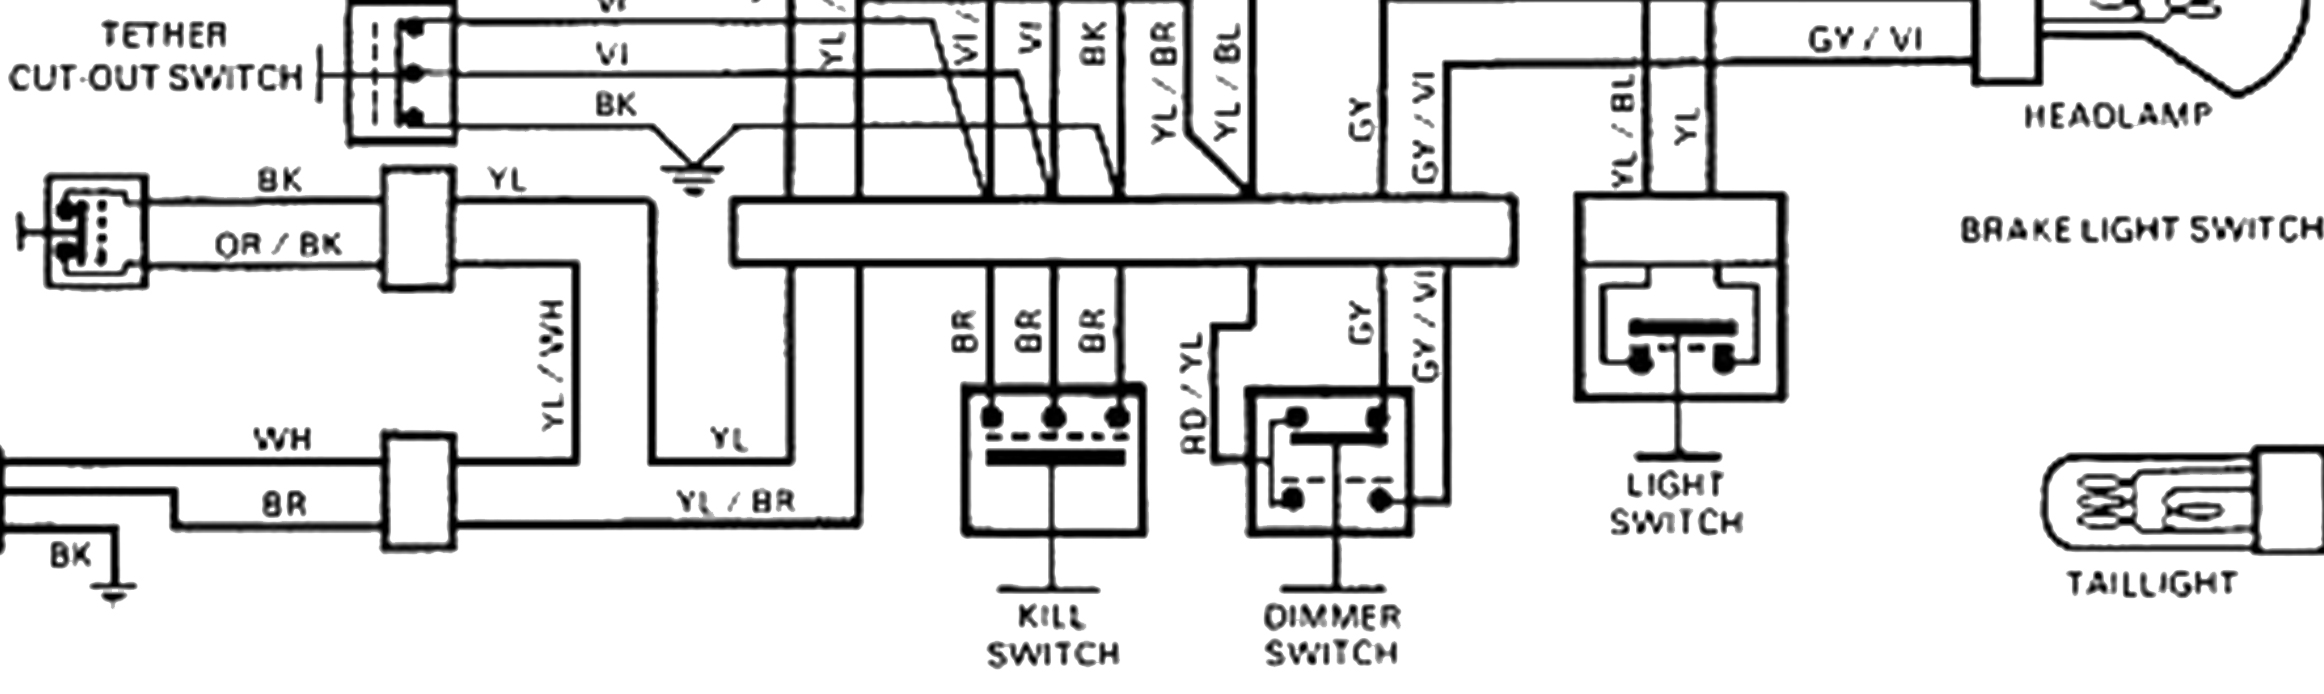 TETHER
CUT-OUT SWITCH
VI
BK
YL
VI /
VI
BK
YL / BR
YL / BL
GY
GY / VI
GY / VI
YL / BL
YL
HEADLAMP
BK
YL
OR / BK
BRAKE LIGHT SWITCH
YL / WH
BR
BR
BR
RD / YL
GY
GY / VI
WH
YL
BR
YL / BR
BK
LIGHT
SWITCH
KILL
SWITCH
DIMMER
SWITCH
TAILLIGHT